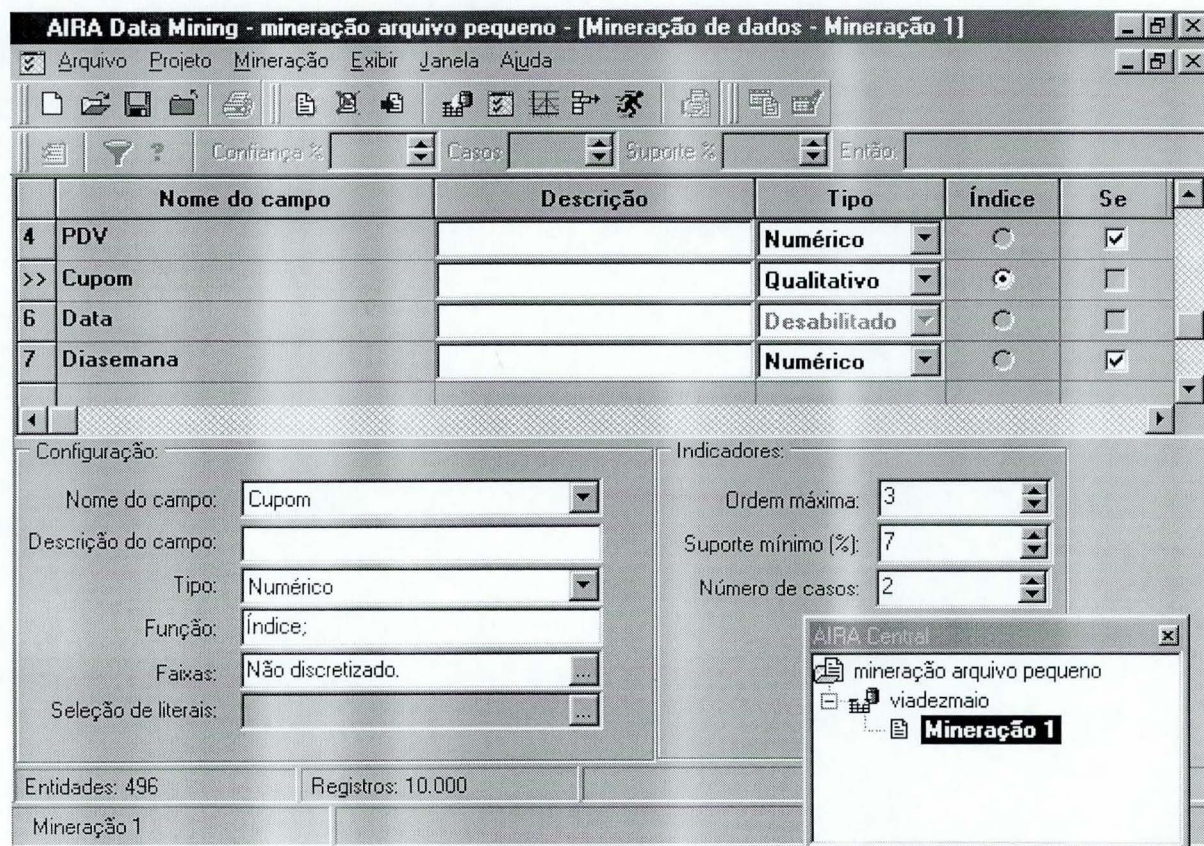 AIRA Data Mining - mineração arquivo pequeno - [Mineração de dados - Mineração 1]
Arquivo Projeto Mineração Exibir Janela Ajuda
Confiança % Casos Suporte % Então:
Nome do campo Descrição Tipo Índice Se
4 PDV Numérico
>> Cupom Qualitativo
6 Data Desabilitado
7 Diasemana Numérico
Configuração:
Nome do campo: Cupom
Descrição do campo:
Tipo: Numérico
Função: Índice;
Faixas: Não discretizado. ...
Seleção de literais: ...
Indicadores:
Ordem máxima: 3
Suporte mínimo (%): 7
Número de casos: 2
AIRA Central
mineração arquivo pequeno
viadezmaio
Mineração 1
Entidades: 496 Registros: 10.000
Mineração 1